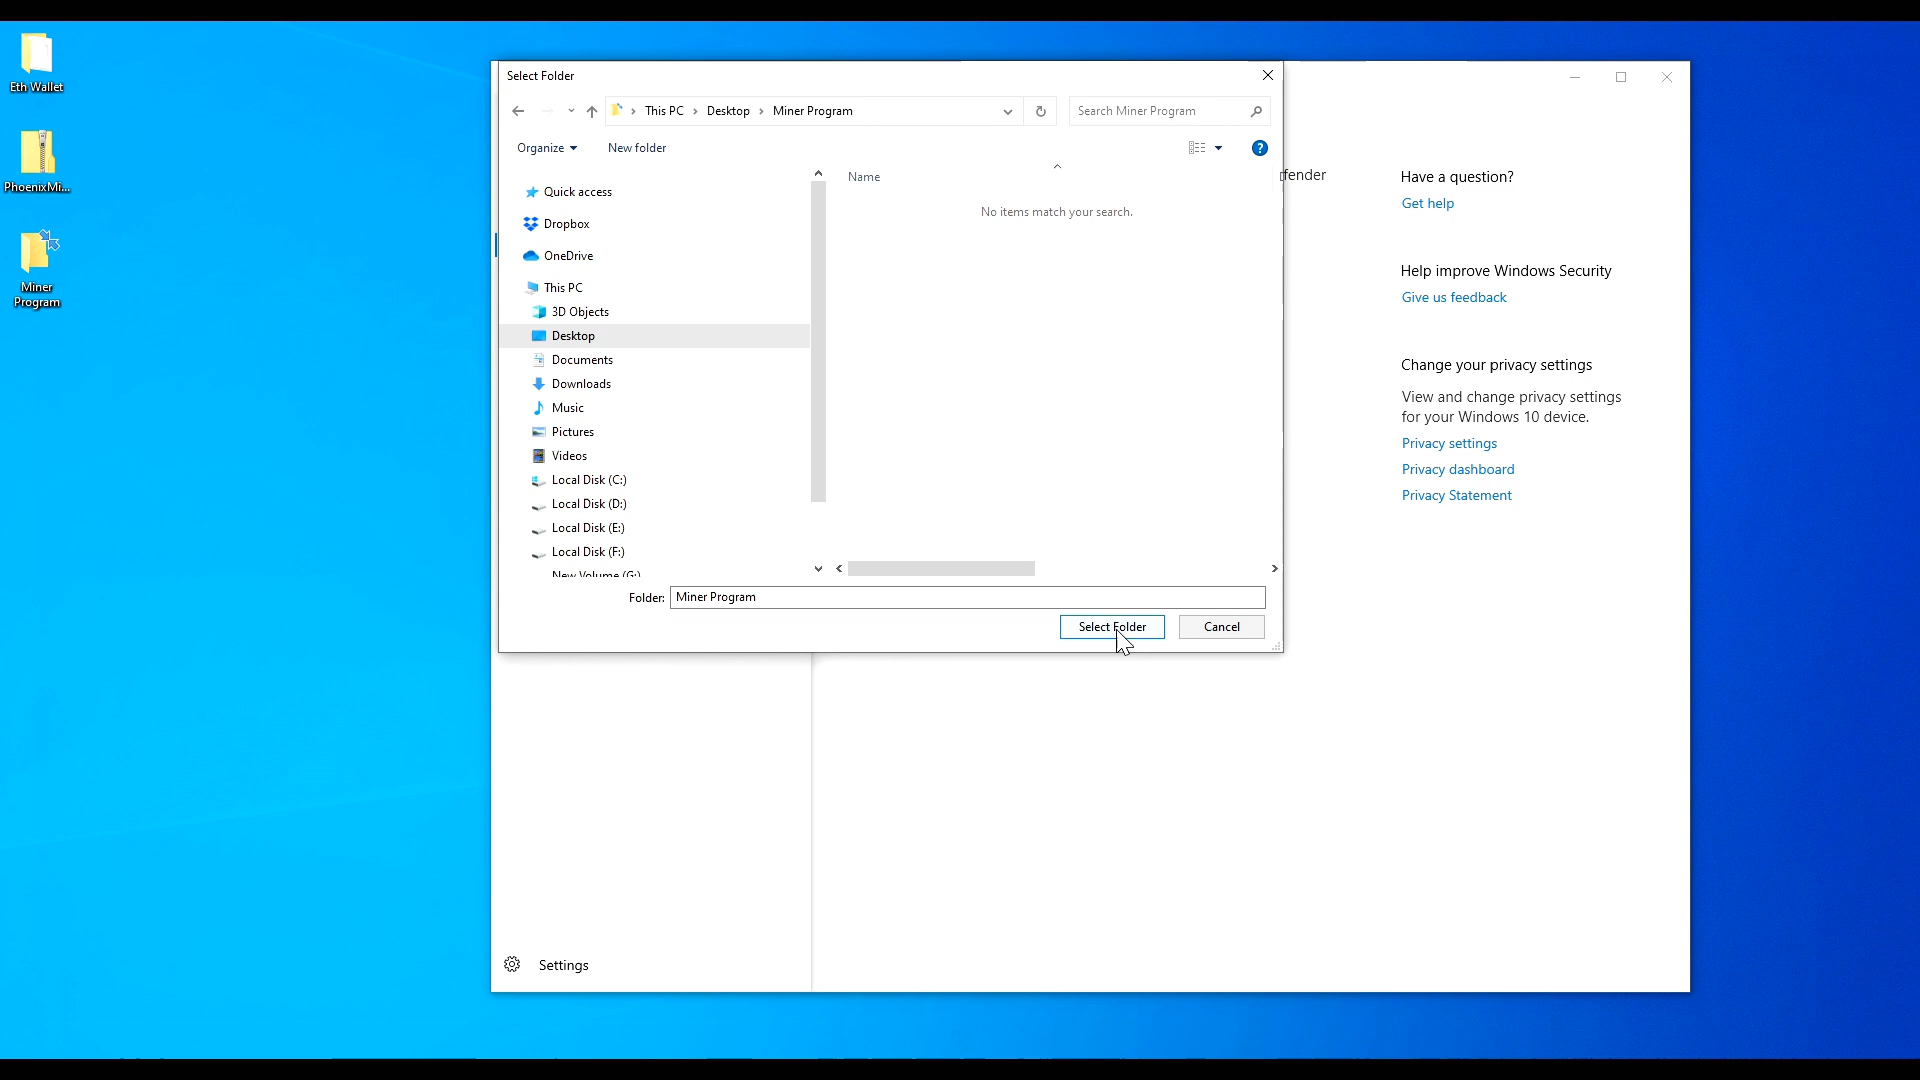 Eth Wallet
PhoenixMi...
Miner
Program
Select Folder
This PC
Desktop
Miner Program
Search Miner Program
Organize
New folder
Quick access
Dropbox
OneDrive
This PC
3D Objects
Desktop
Documents
Downloads
Music
Pictures
Videos
Local Disk (C:)
Local Disk (D:)
Local Disk (E:)
Local Disk (F:)
New Volume (G:)
Name
No items match your search.
Folder:
Miner Program
Select Folder
Cancel
fender
Have a question?
Get help
Help improve Windows Security
Give us feedback
Change your privacy settings
View and change privacy settings
for your Windows 10 device.
Privacy settings
Privacy dashboard
Privacy Statement
Settings